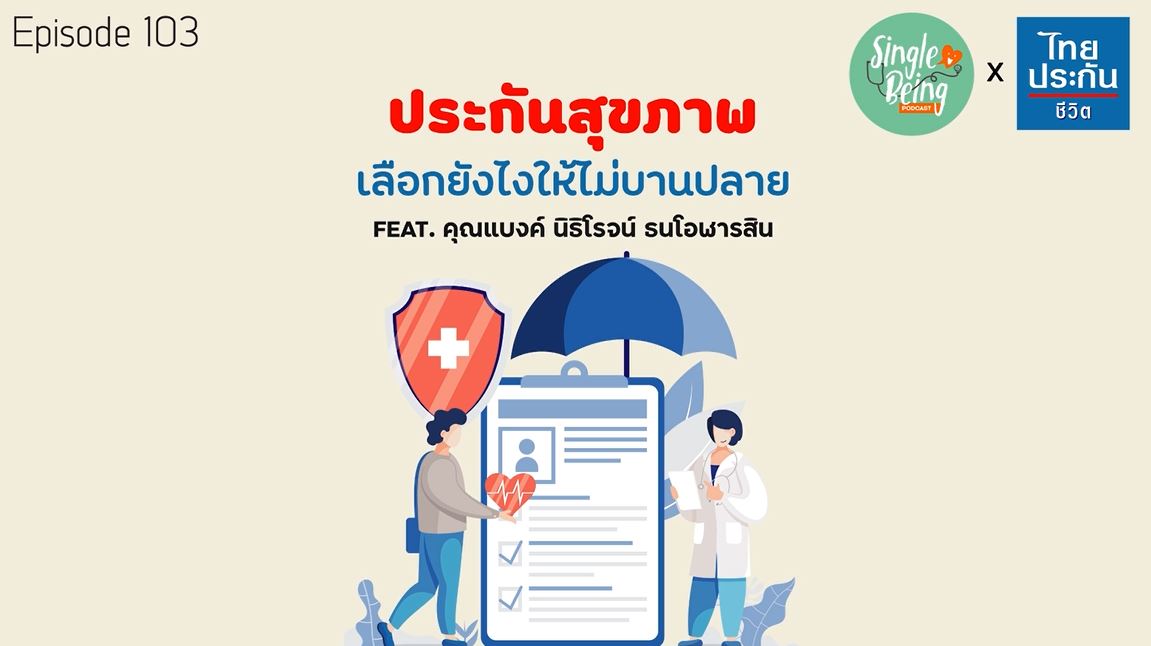 Episode 103
Single
Being
PODCAST
X
ไทย
ประกัน
ชีวิต
ประกันสุขภาพ
เลือกยังไงให้ไม่บานปลาย
FEAT. คุณแบงค์ นิธิโรจน์ ธนโอฬารสิน